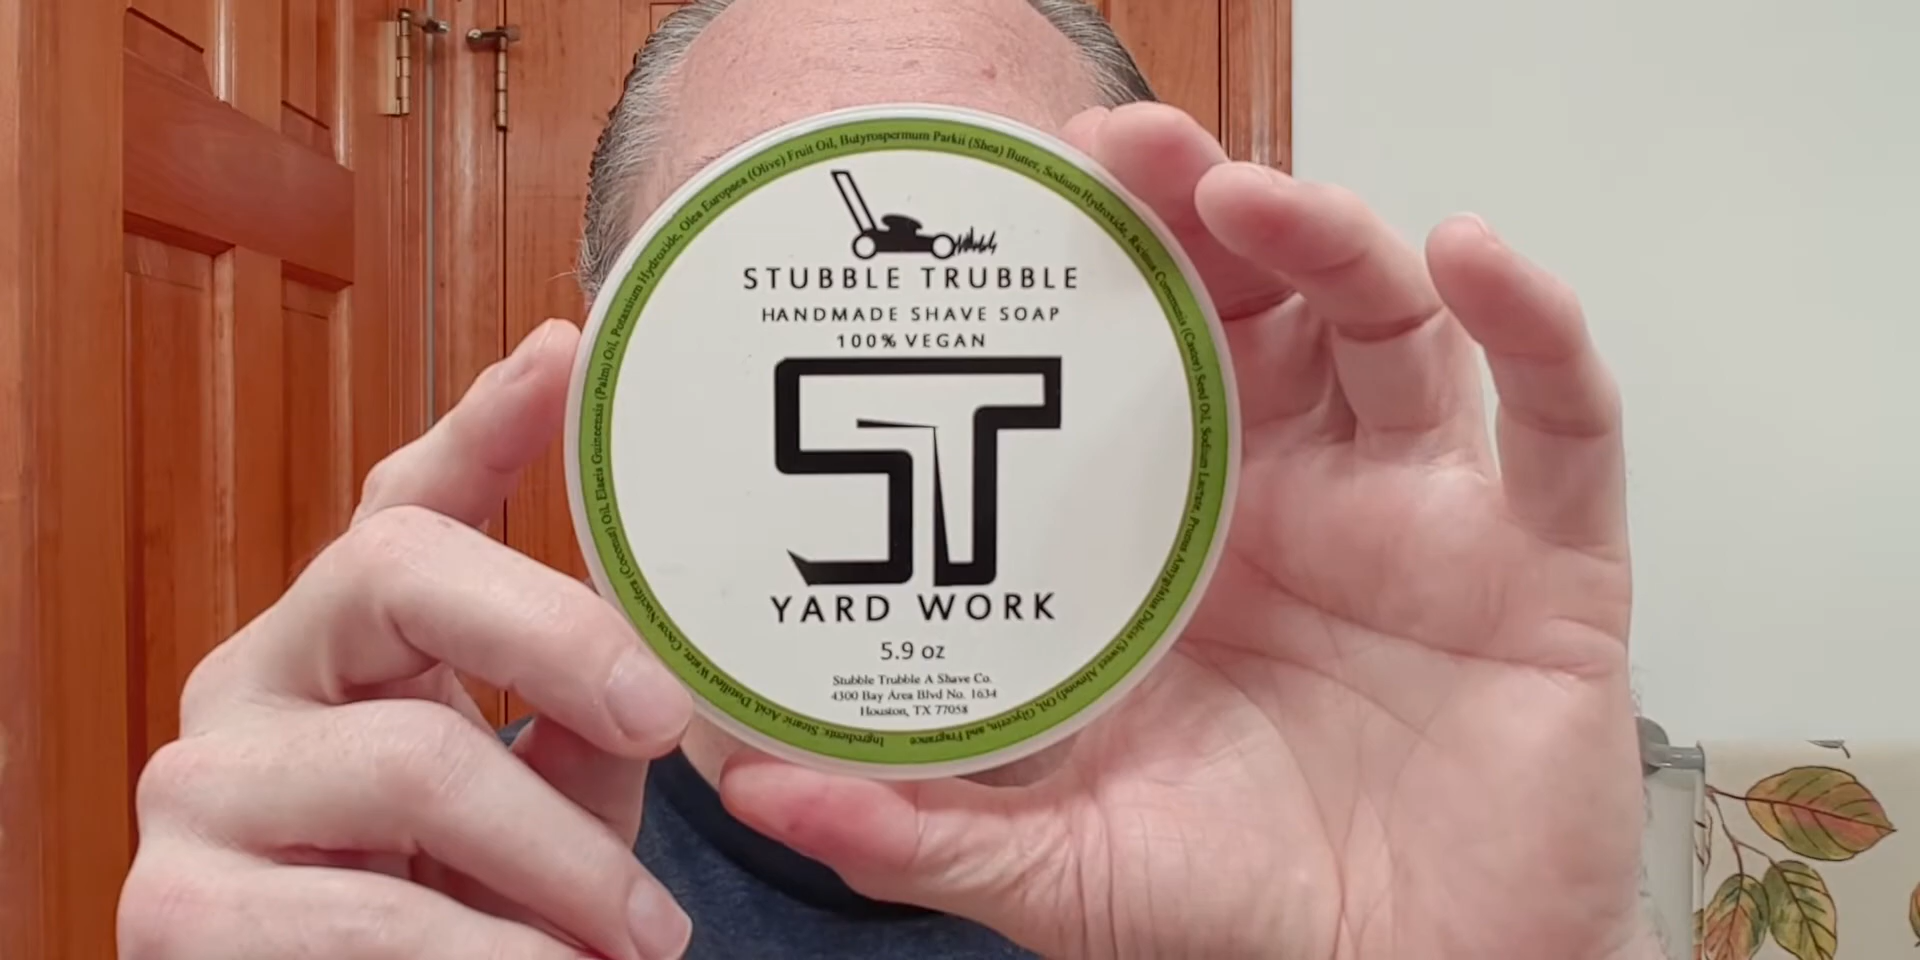 STUBBLE TRUBBLE
HANDMADE SHAVE SOAP
100% VEGAN
ST
YARD WORK
5.9 oz
Stubble Trubble A Shave Co.
4300 Bay Area Blvd No. 1634
Houston, TX 77058
Ingredients: Stearic Acid, Distilled Water, Cocos Nucifera (Coconut) Oil, Elaeis Guineensis (Palm) Oil, Potassium Hydroxide, Olea Europaea (Olive) Fruit Oil, Butyrospermum Parkii (Shea) Butter, Sodium Hydroxide, Ricinus Communis (Castor) Seed Oil, Sodium Lactate, Prunus Amygdalus Dulcis (Sweet Almond) Oil, Glycerin, and Fragrance